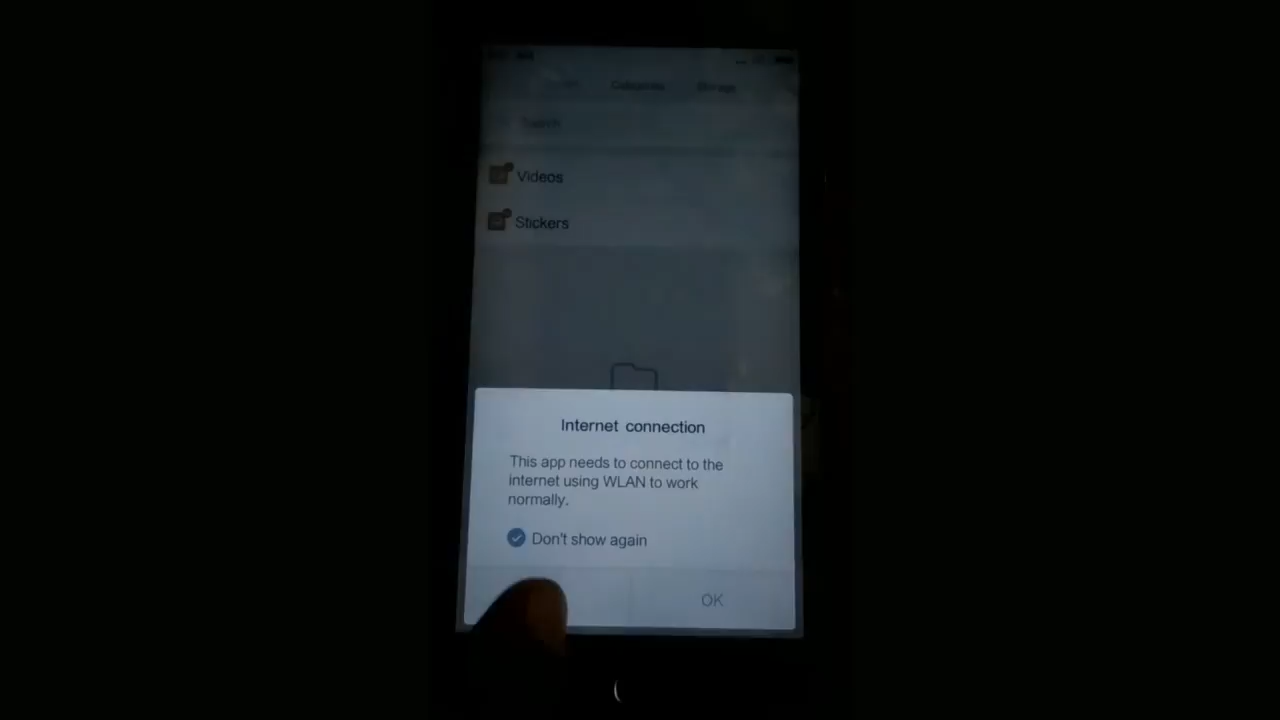 Categories Storage
Search
Videos
Stickers
Internet connection
This app needs to connect to the
internet using WLAN to work
normally.
Don't show again
OK